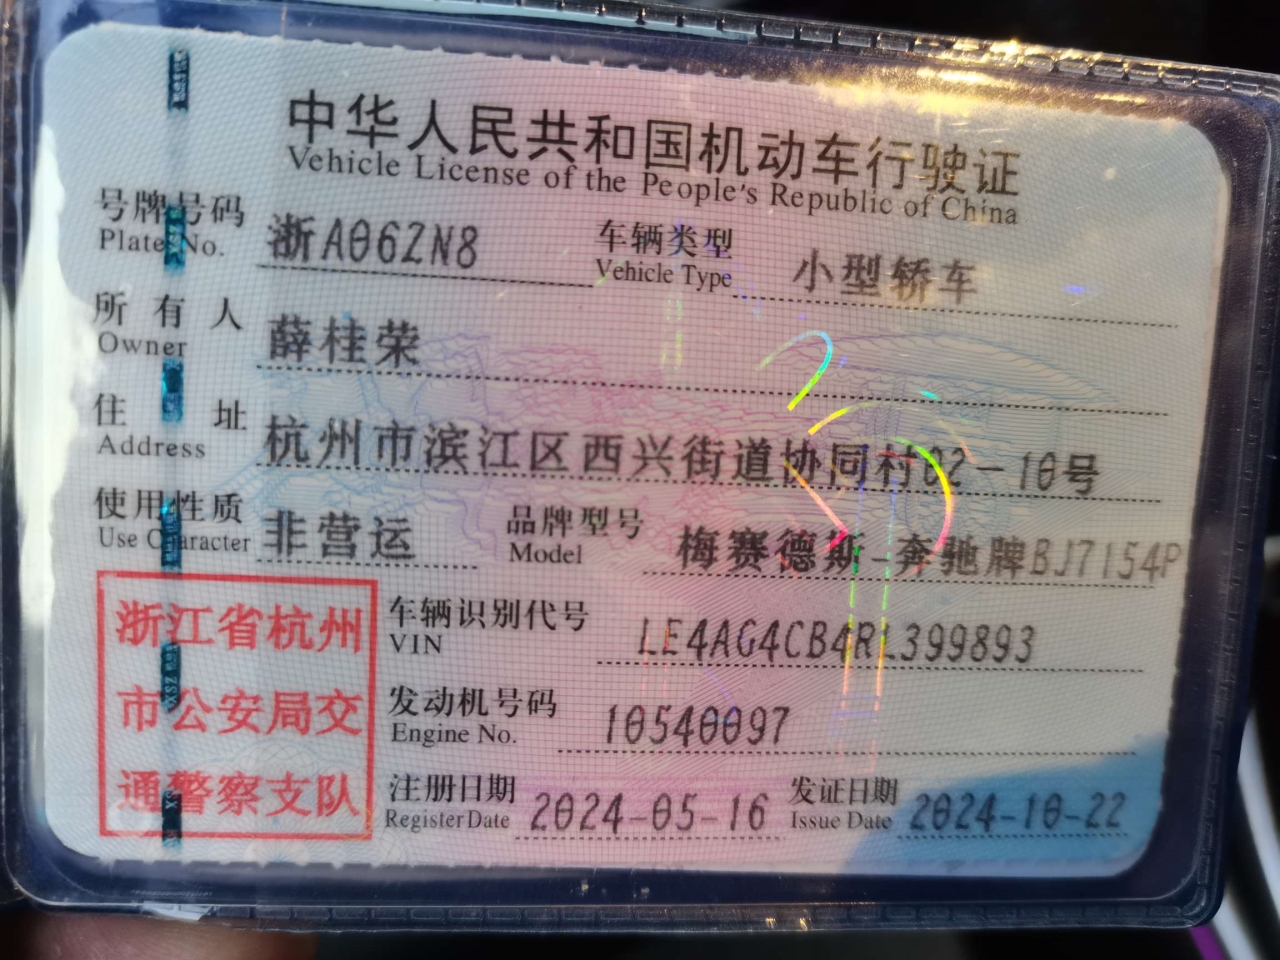 中华人民共和国机动车行驶证
Vehicle License of the People's Republic of China
号牌号码 浙A06ZN8 车辆类型 小型轿车
Plate No. Vehicle Type
所有人 薛桂荣
Owner
住址 杭州市滨江区西兴街道协同村02-10号
Address
使用性质 非营运 品牌型号 梅赛德斯-奔驰牌BJ7154P
Use Character Model
浙江省杭州
市公安局交
通警察支队
车辆识别代号 LE4AG4CB4RL399893
VIN
发动机号码 10540097
Engine No.
注册日期 2024-05-16 发证日期 2024-10-22
Register Date Issue Date